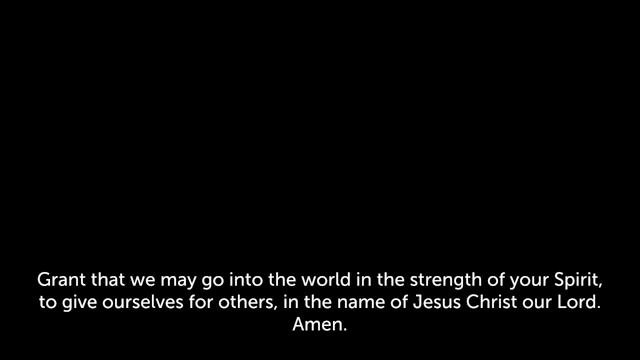 Grant that we may go into the world in the strength of your Spirit,
to give ourselves for others, in the name of Jesus Christ our Lord.
Amen.